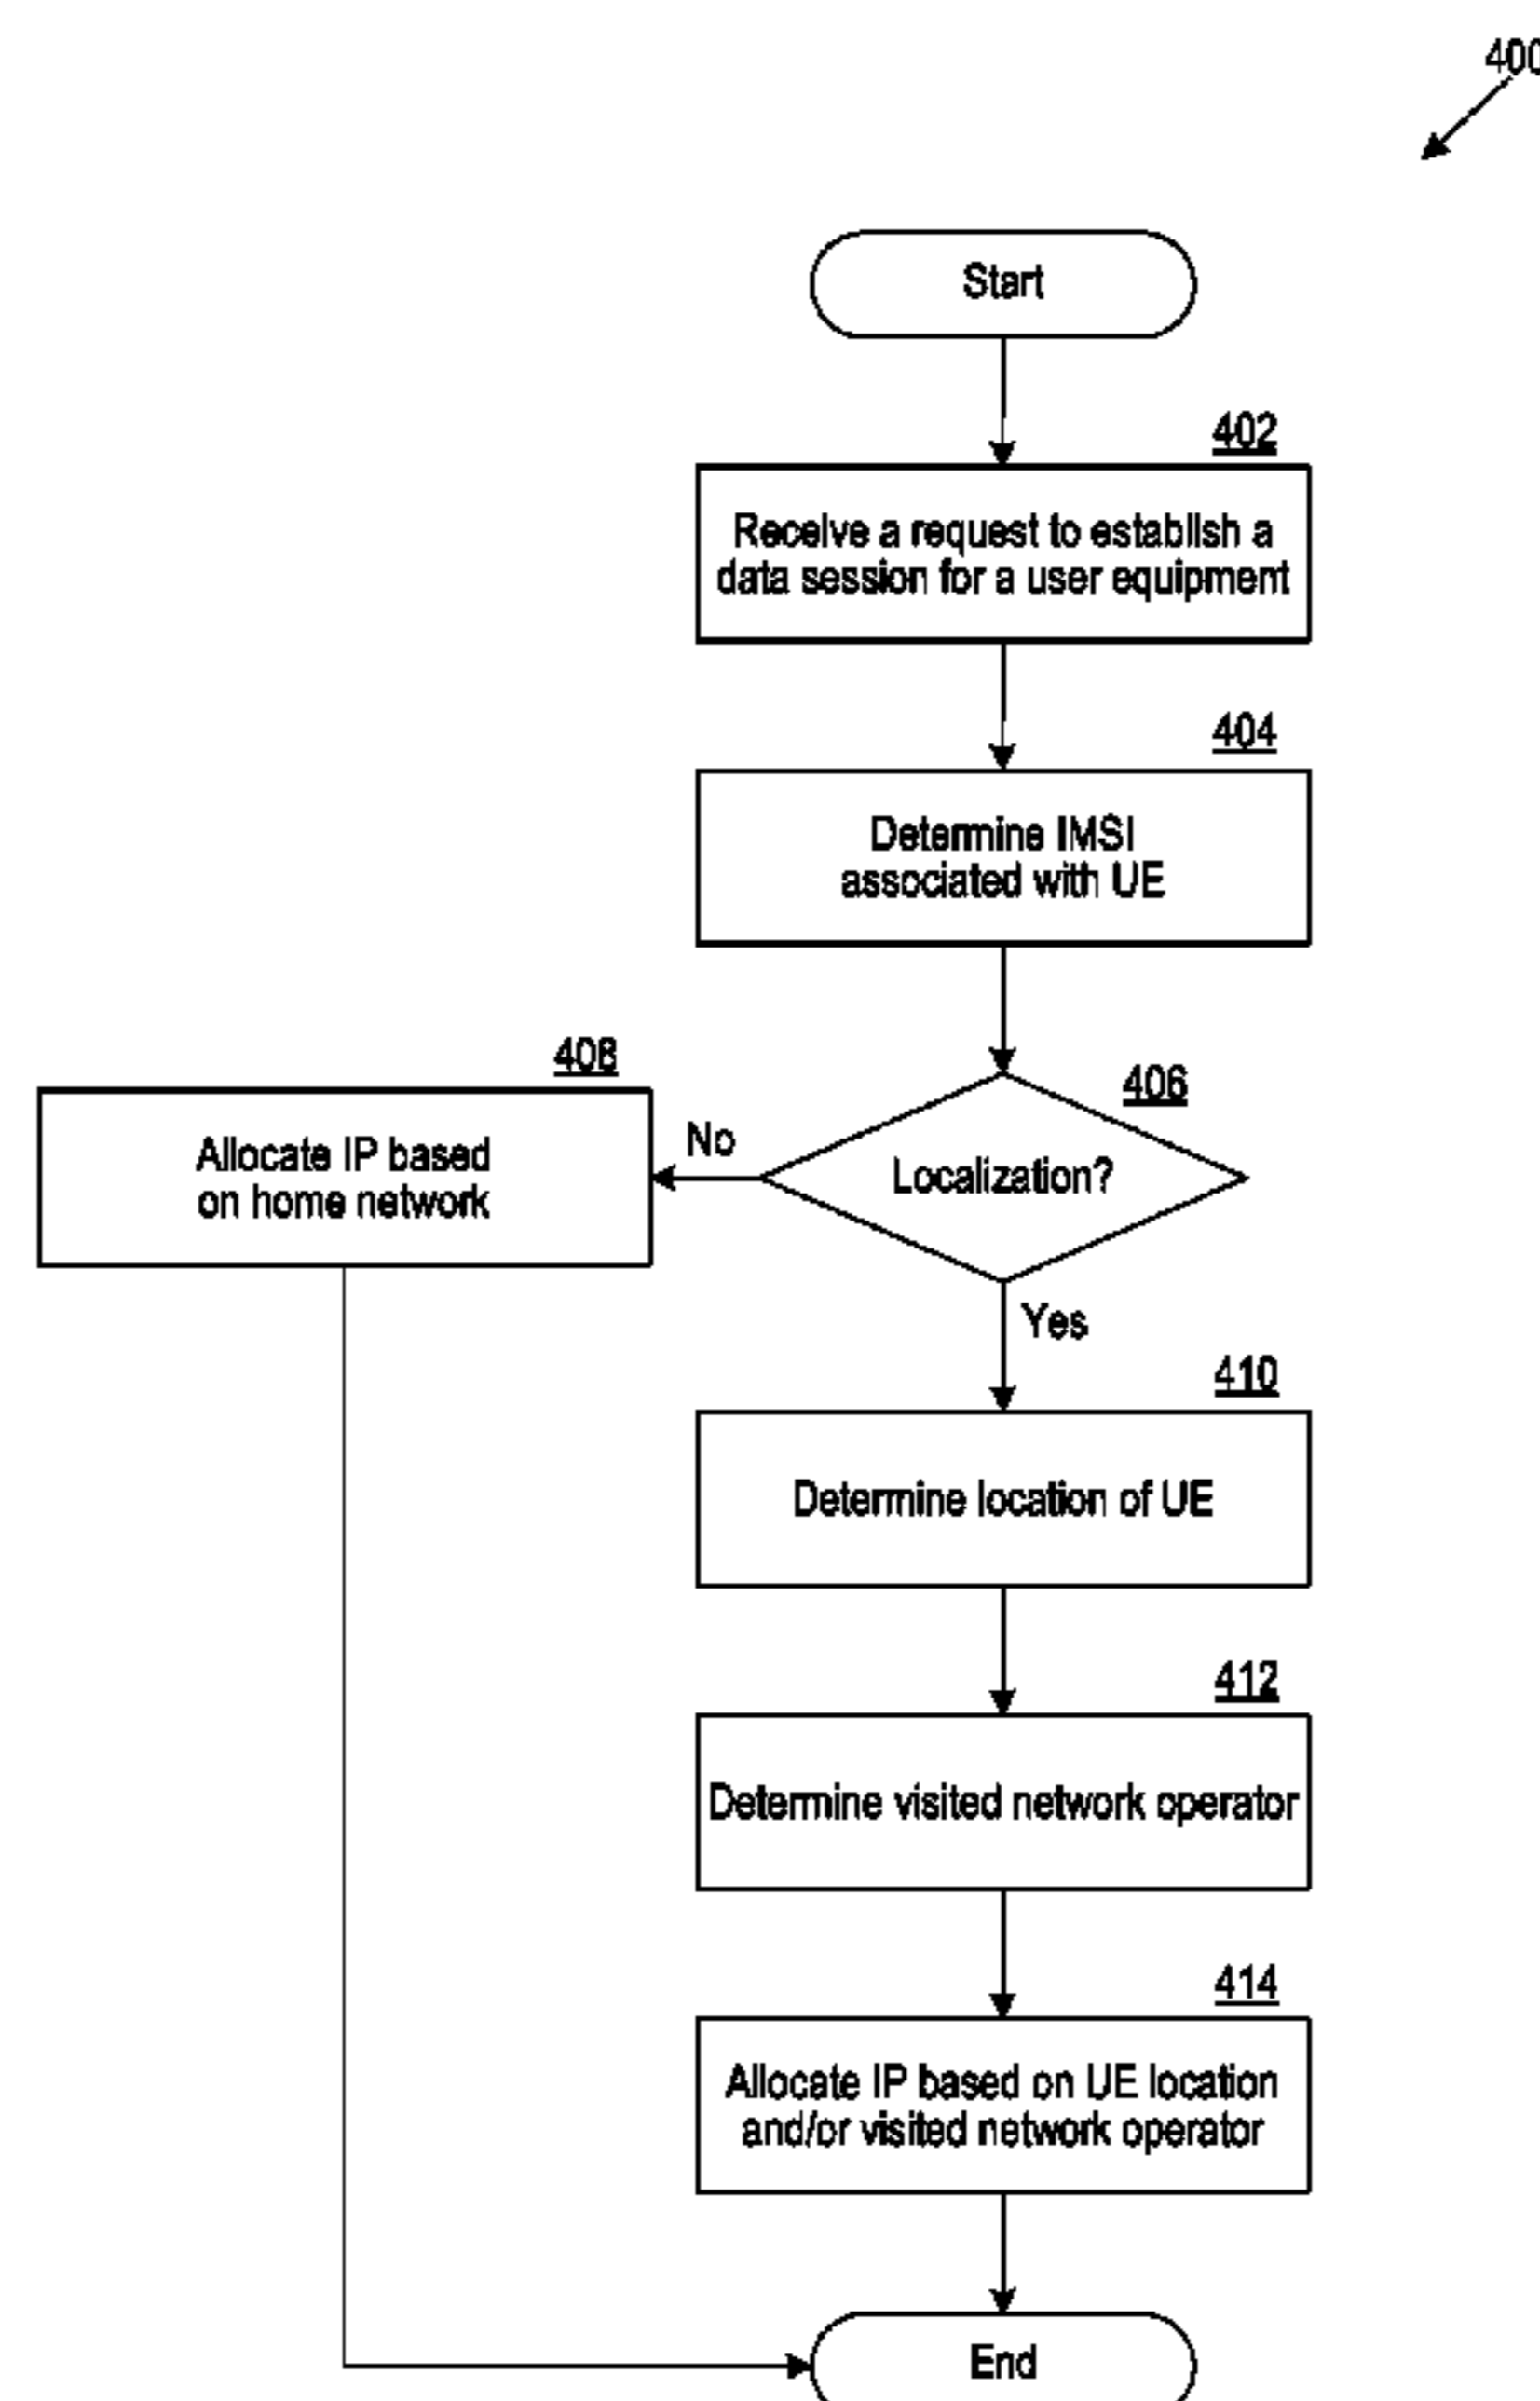 400
Start
402
Receive a request to establish a
data session for a user equipment
404
Determine IMSI
associated with UE
408
Allocate IP based
on home network
No
406
Localization?
Yes
410
Determine location of UE
412
Determine visited network operator
414
Allocate IP based on UE location
and/or visited network operator
End